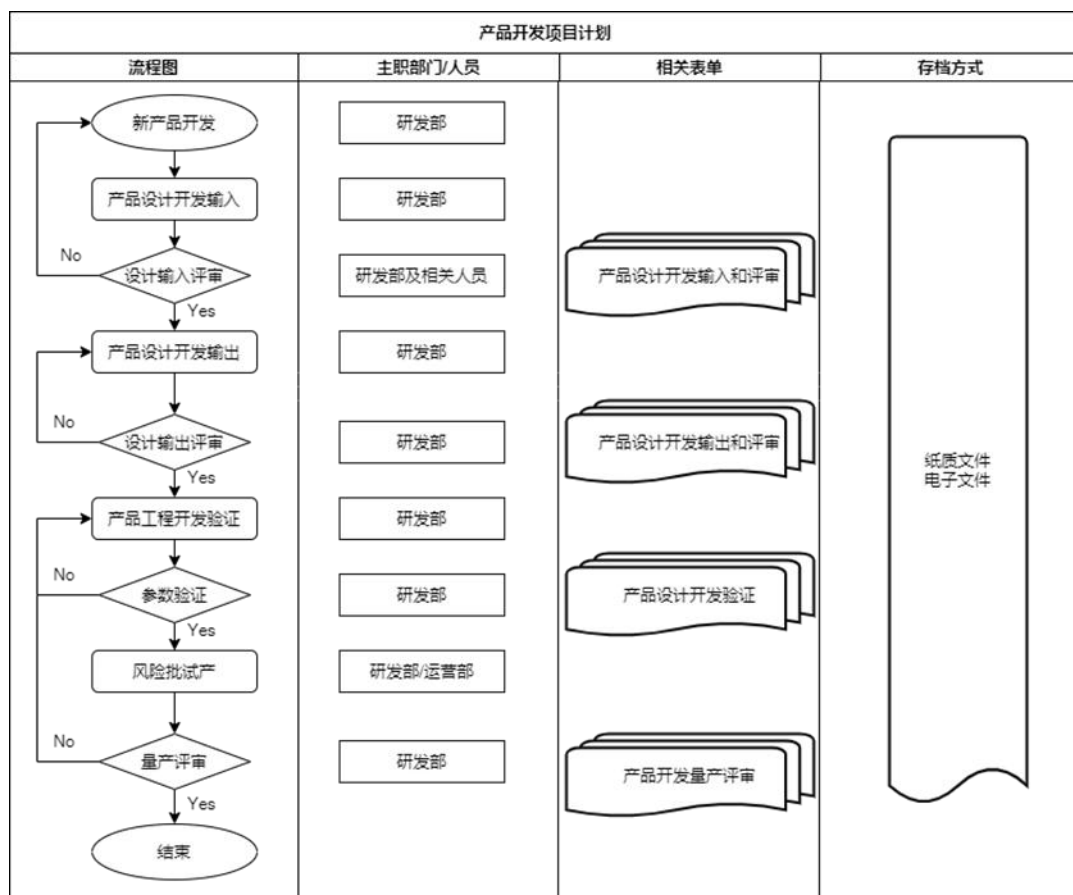 产品开发项目计划
流程图
主职部门/人员
相关表单
存档方式
新产品开发
研发部
产品设计开发输入
研发部
No
设计输入评审
研发部及相关人员
产品设计开发输入和评审
Yes
产品设计开发输出
研发部
No
设计输出评审
研发部
产品设计开发输出和评审
Yes
纸质文件
电子文件
产品工程开发验证
研发部
No
参数验证
研发部
产品设计开发验证
Yes
风险批试产
研发部/运营部
No
量产评审
研发部
产品开发量产评审
Yes
结束